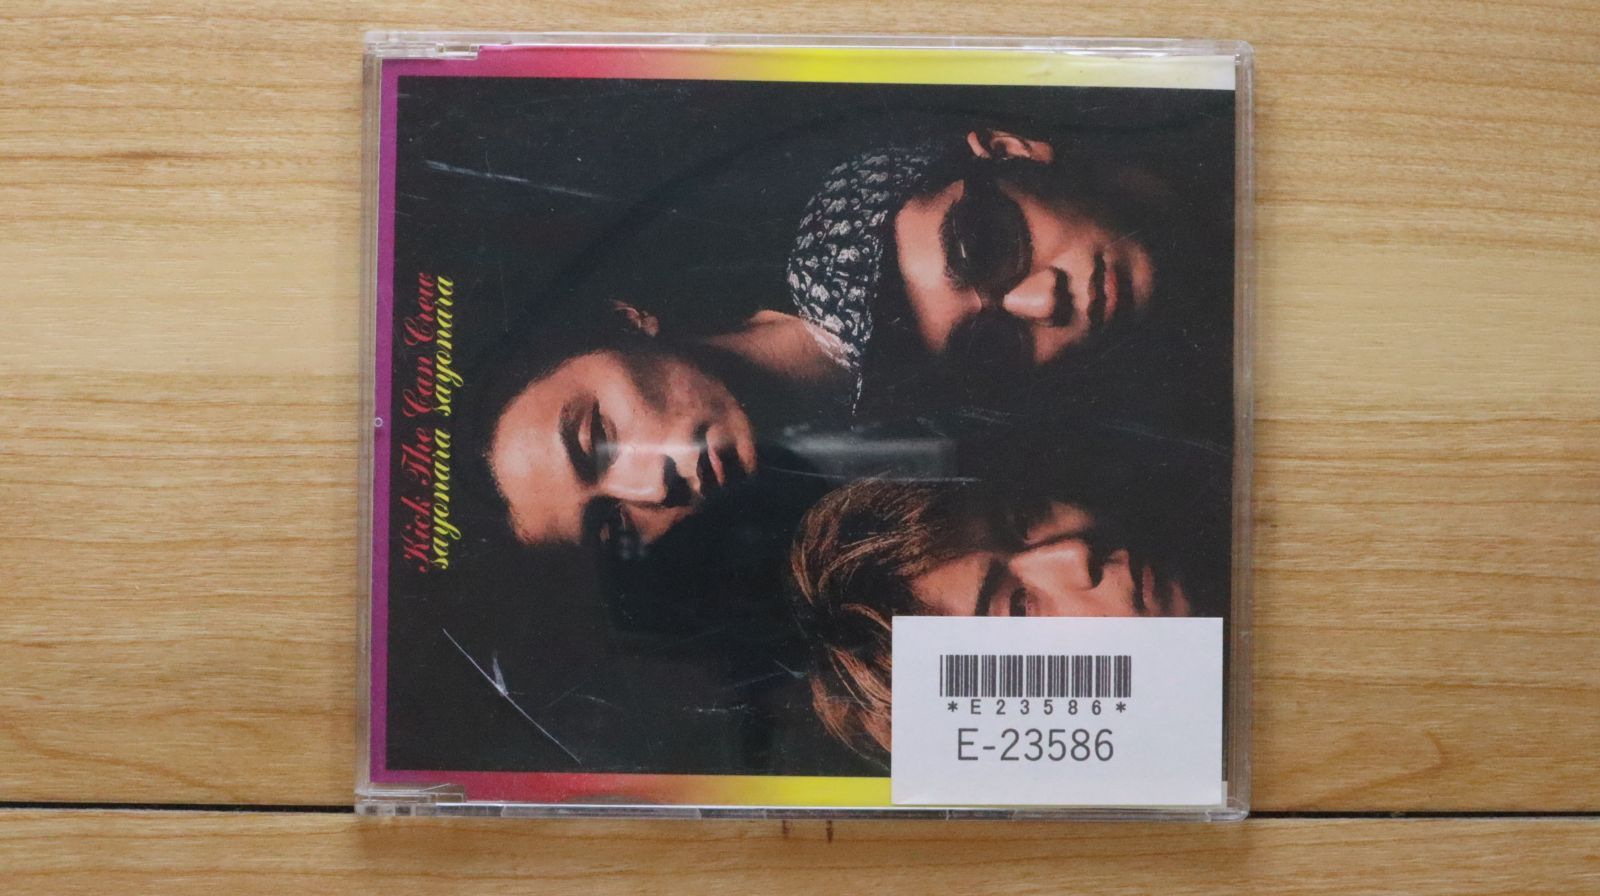 Kick The Can Crew
sayonara sayonara
*E23586*
E-23586